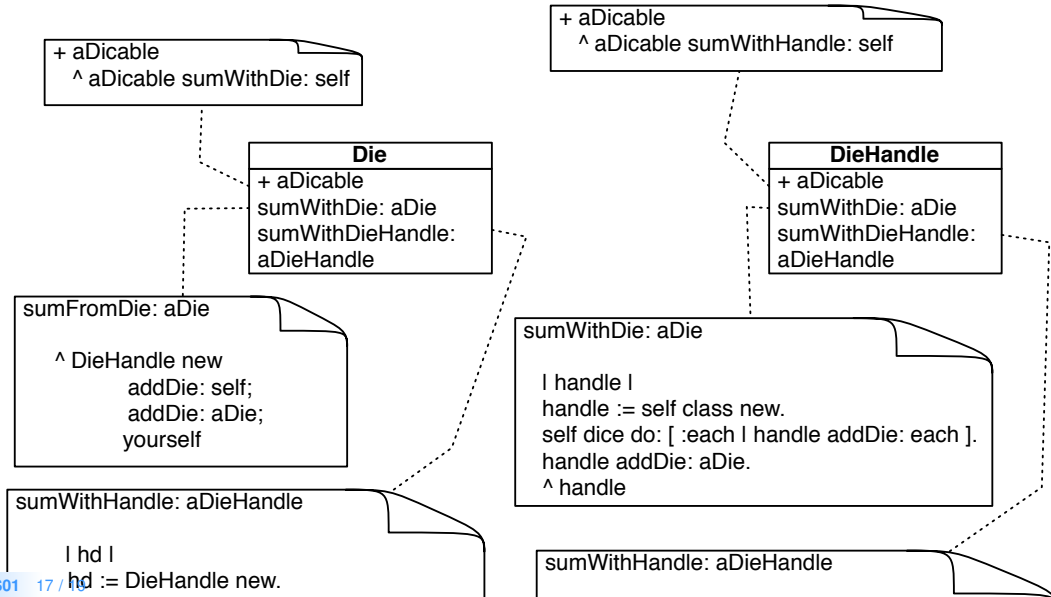 + aDicable
^ aDicable sumWithDie: self
+ aDicable
^ aDicable sumWithHandle: self
Die
+ aDicable
sumWithDie: aDie
sumWithDieHandle:
aDieHandle
DieHandle
+ aDicable
sumWithDie: aDie
sumWithDieHandle:
aDieHandle
sumFromDie: aDie
^ DieHandle new
addDie: self;
addDie: aDie;
yourself
sumWithDie: aDie
| handle |
handle := self class new.
self dice do: [ :each | handle addDie: each ].
handle addDie: aDie.
^ handle
sumWithHandle: aDieHandle
| hd |
hd := DieHandle new.
sumWithHandle: aDieHandle
17 / 19